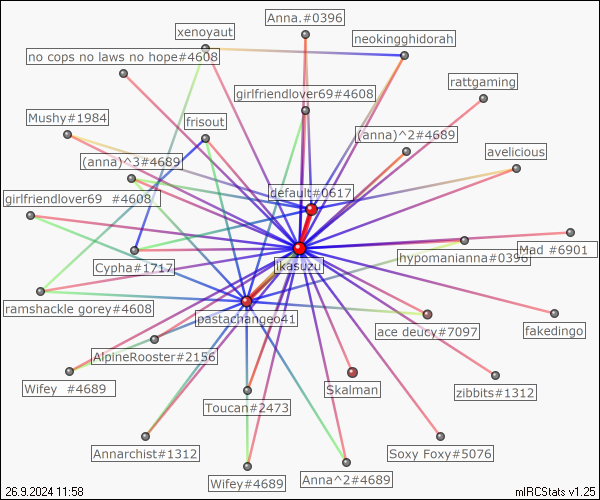 Anna.#0396
xenoyaut
neokingghidorah
no cops no laws no hope#4608
rattgaming
girlfriendlover69#4608
Mushy#1984
frisout
(anna)^2#4689
avelicious
(anna)^3#4689
default#0617
girlfriendlover69 #4608
Mad #6901
hypomanianna#0396
Cypha#1717
jkasuzu
ramshackle gorey#4608
pastachangeo41
ace deucy#7097
fakedingo
AlpineRooster#2156
Wifey #4689
Skalman
zibbits#1312
Toucan#2473
Annarchist#1312
Soxy Foxy#5076
Anna^2#4689
Wifey#4689
26.9.2024 11:58
mIRCStats v1.25